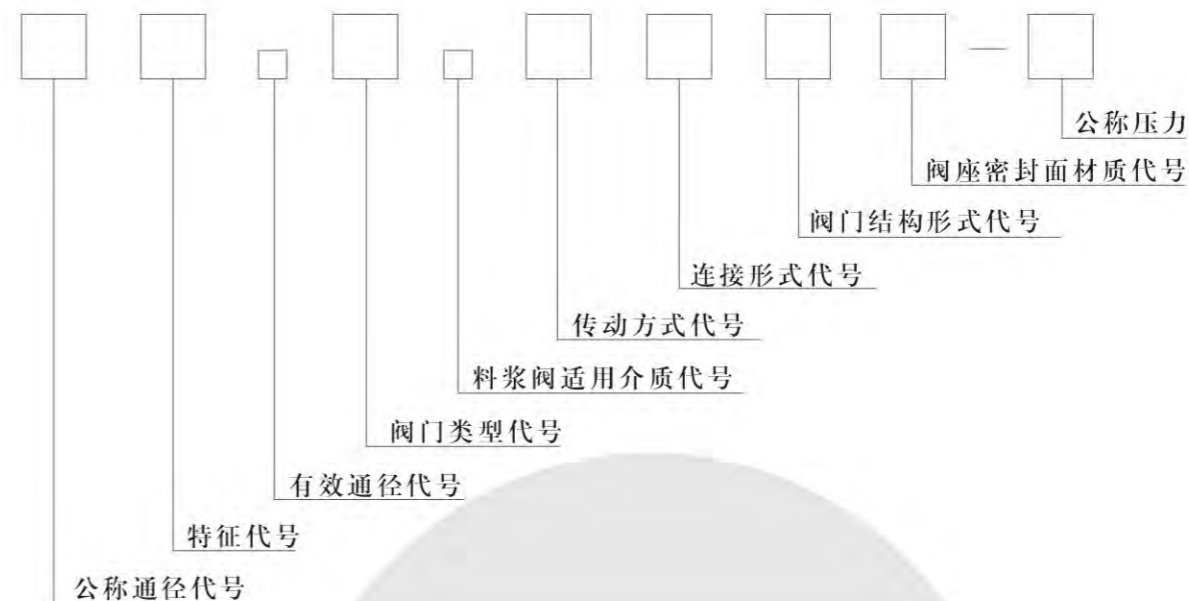 公称压力
阀座密封面材质代号
阀门结构形式代号
连接形式代号
传动方式代号
料浆阀适用介质代号
阀门类型代号
有效通径代号
特征代号
公称通径代号